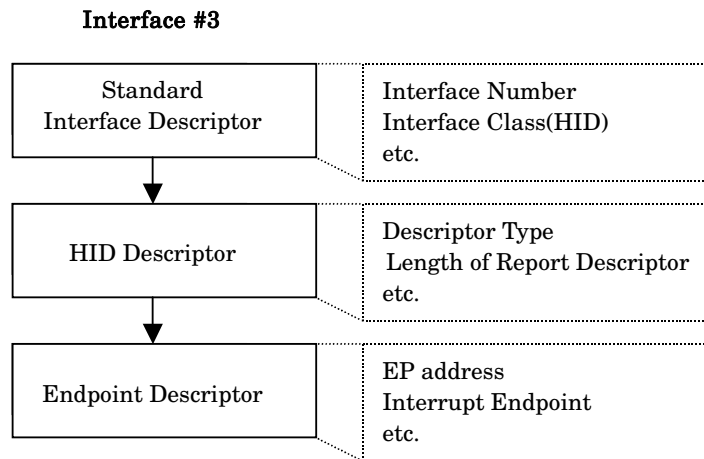 Interface #3
Standard
Interface Descriptor
Interface Number
Interface Class(HID)
etc.
HID Descriptor
Descriptor Type
Length of Report Descriptor
etc.
Endpoint Descriptor
EP address
Interrupt Endpoint
etc.